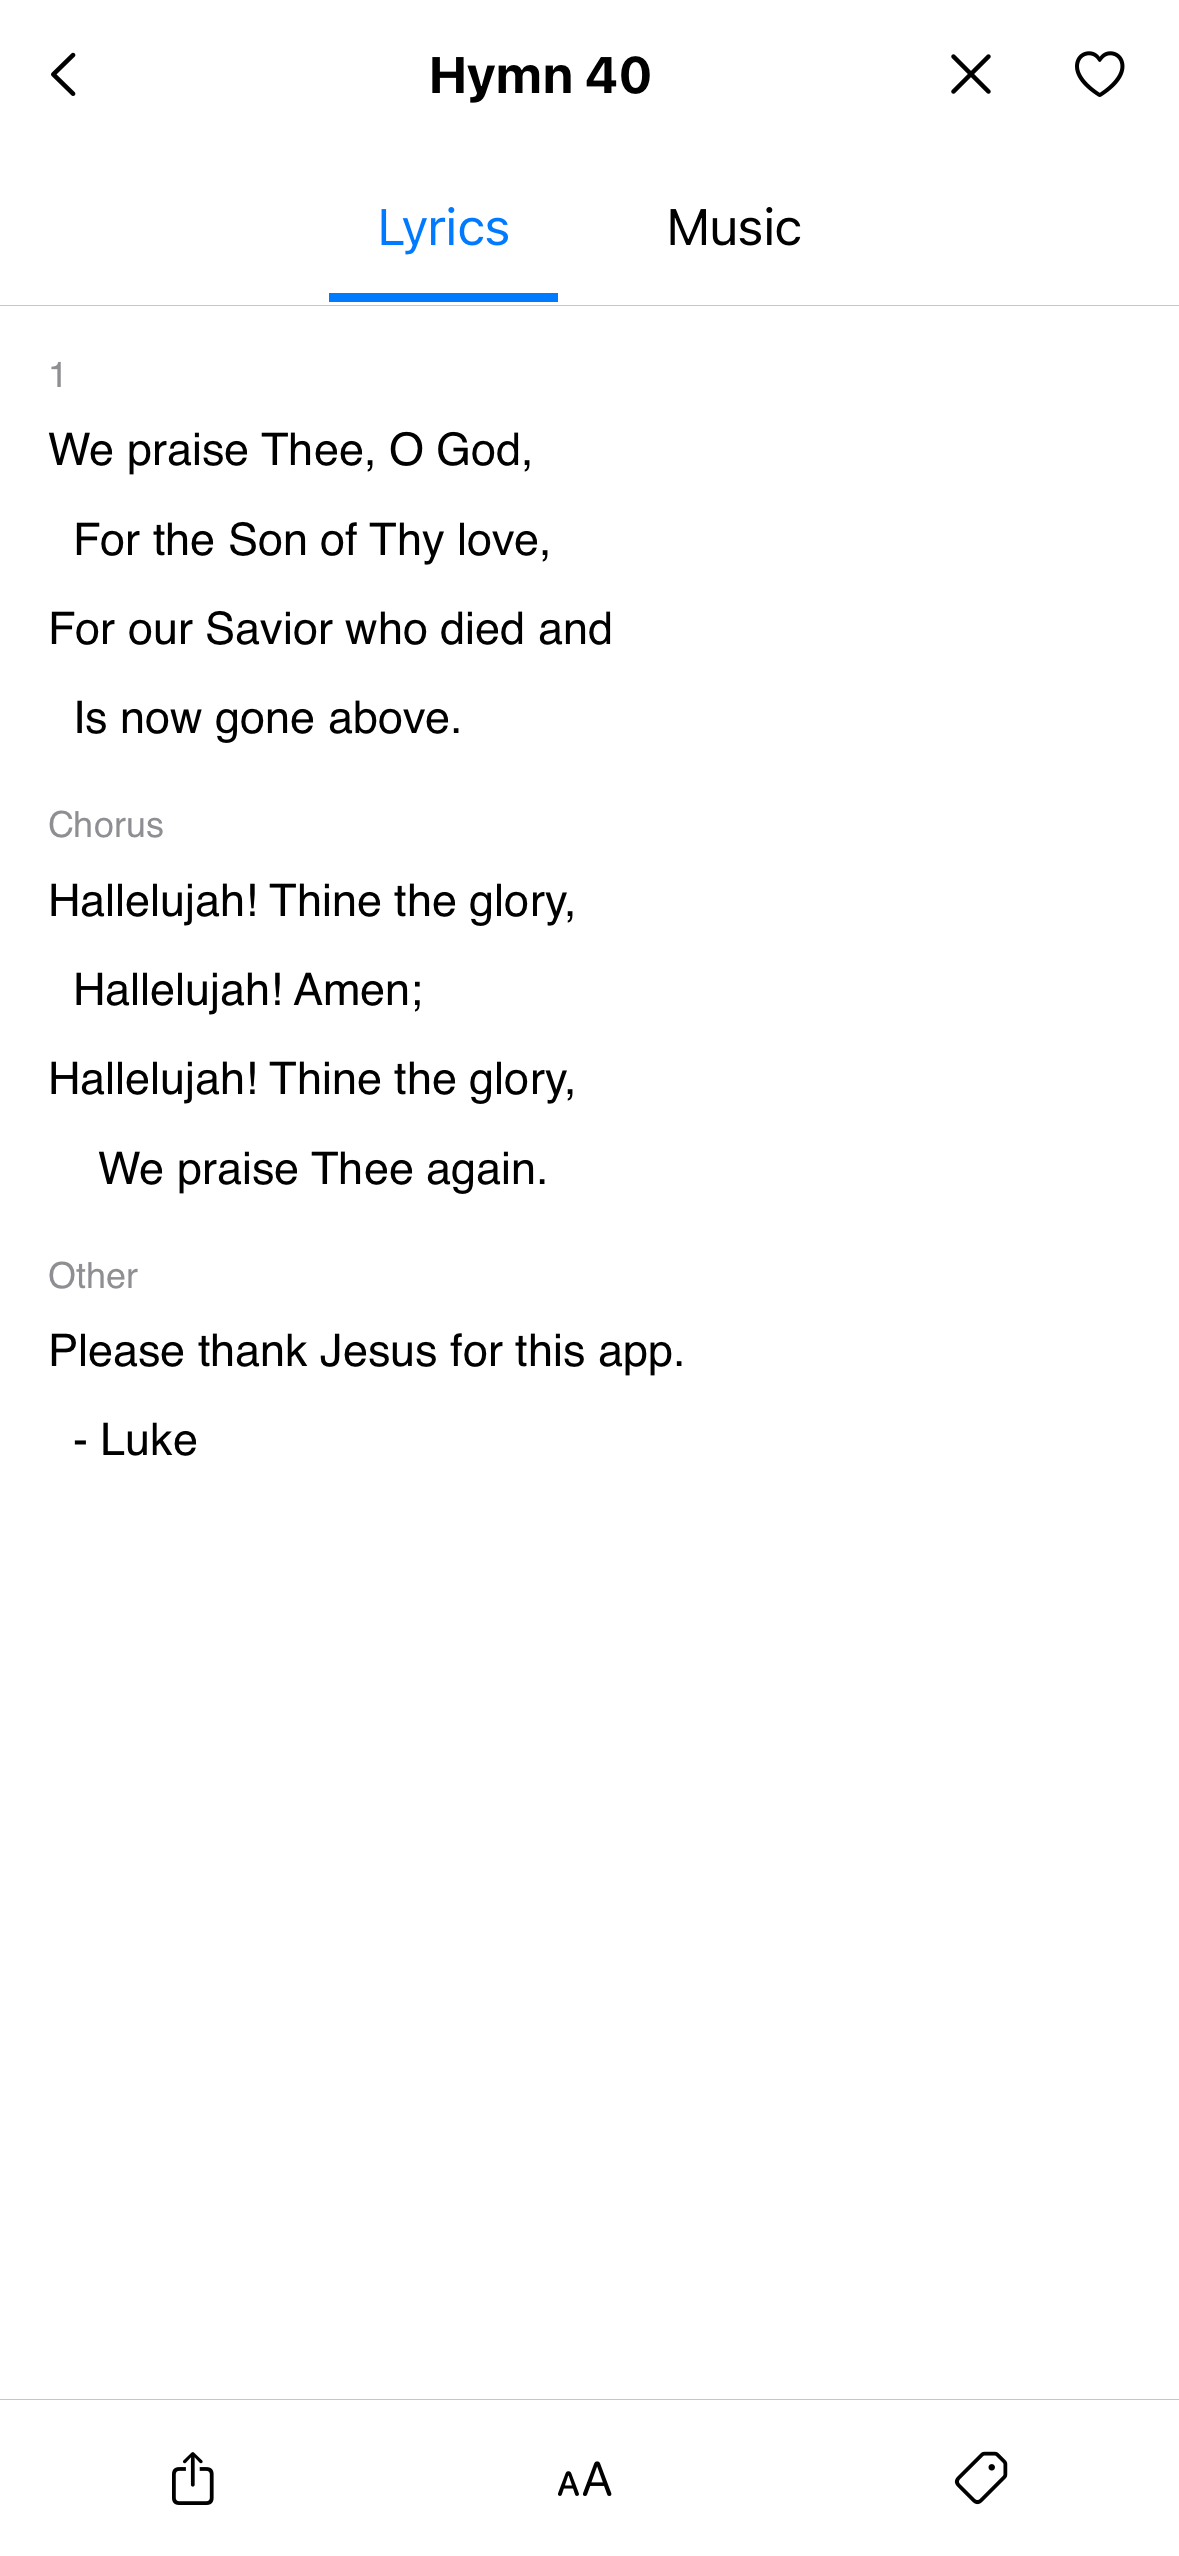 Hymn 40
Lyrics Music
1
We praise Thee, O God,
For the Son of Thy love,
For our Savior who died and
Is now gone above.
Chorus
Hallelujah! Thine the glory,
Hallelujah! Amen;
Hallelujah! Thine the glory,
We praise Thee again.
Other
Please thank Jesus for this app.
- Luke
AA